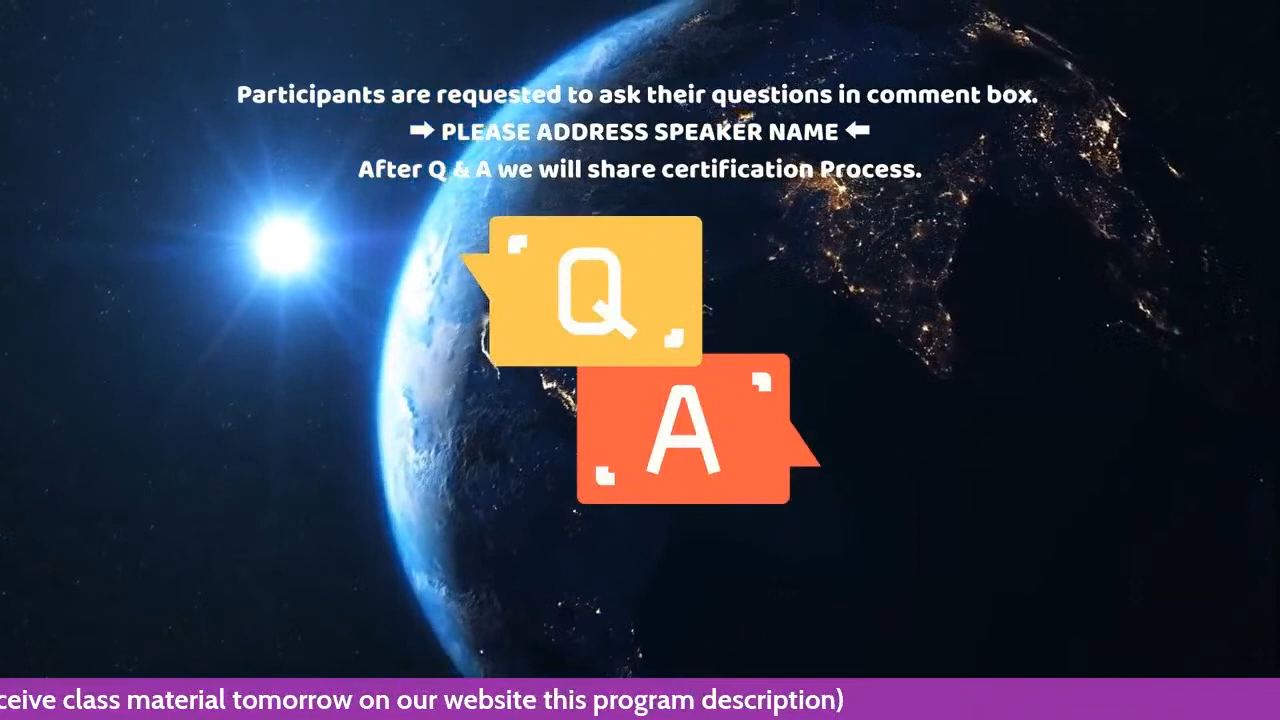 Participants are requested to ask their questions in comment box.
➡ PLEASE ADDRESS SPEAKER NAME ⬅
After Q & A we will share certification Process.
Q
A
class material tomorrow on our website this program description)